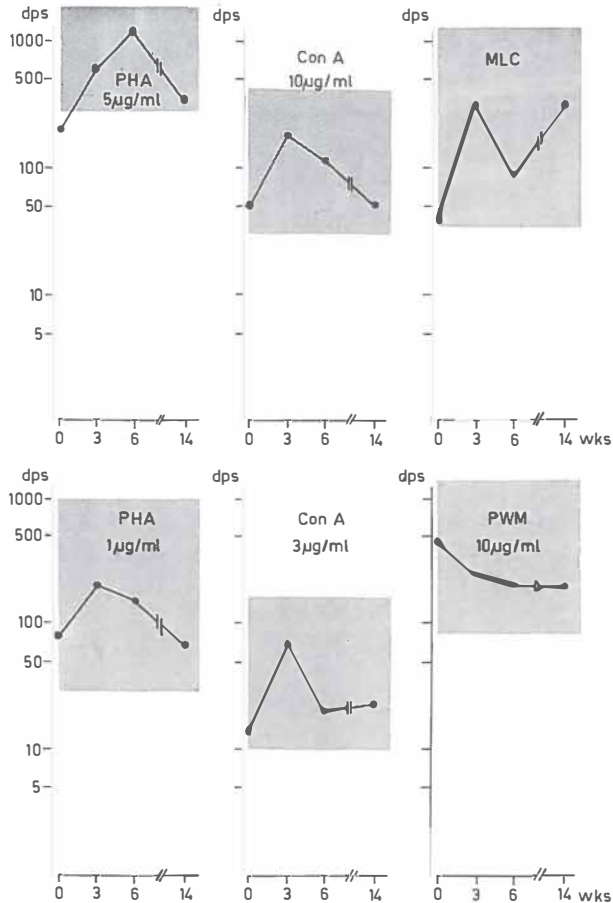 dps
1000
500
100
50
10
5
PHA
5µg/ml
0 3 6 14
dps
Con A
10µg/ml
0 3 6 14
dps
MLC
0 3 6 14 wks
dps
1000
500
100
50
10
5
PHA
1µg/ml
0 3 6 14
dps
Con A
3µg/ml
0 3 6 14
dps
PWM
10µg/ml
0 3 6 14 wks